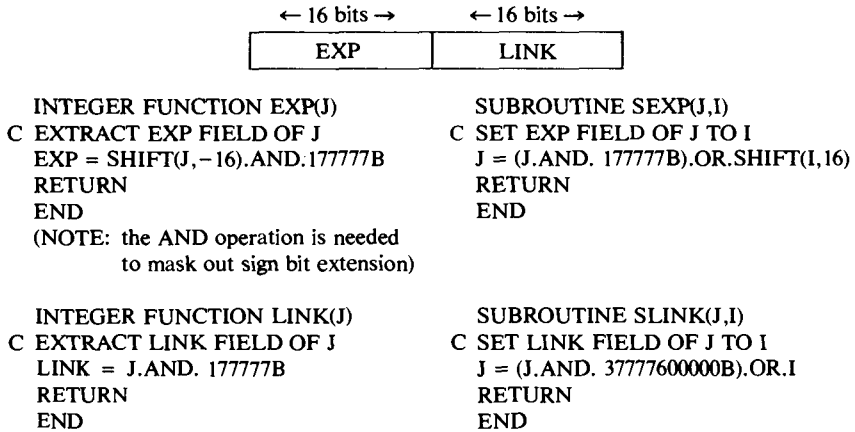 ← 16 bits → ← 16 bits →
EXP LINK
INTEGER FUNCTION EXP(J)
C EXTRACT EXP FIELD OF J
EXP = SHIFT(J,−16).AND.177777B
RETURN
END
(NOTE: the AND operation is needed
to mask out sign bit extension)
SUBROUTINE SEXP(J,I)
C SET EXP FIELD OF J TO I
J = (J.AND. 177777B).OR.SHIFT(I,16)
RETURN
END
INTEGER FUNCTION LINK(J)
C EXTRACT LINK FIELD OF J
LINK = J.AND. 177777B
RETURN
END
SUBROUTINE SLINK(J,I)
C SET LINK FIELD OF J TO I
J = (J.AND. 37777600000B).OR.I
RETURN
END